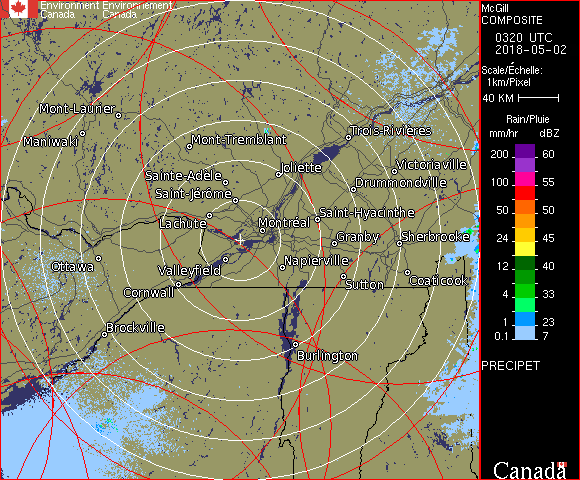 Environment Environnement
Canada Canada
McGill
COMPOSITE
0320 UTC
2018-05-02
Scale/Échelle:
1km/Pixel
40 KM
Rain/Pluie
mm/hr dBZ
200 60
155 55
100 55
50 50
24 45
12 40
4 33
1 23
0.1 7
PRECIPET
Canada
Mont-Laurier
Maniwaki
Mont-Tremblant
Trois-Rivières
Joliette
Victoriaville
Sainte-Adèle
Drummondville
Saint-Jérôme
Saint-Hyacinthe
Lachute
Montréal
Granby
Sherbrooke
Ottawa
Valleyfield
Napierville
Cornwall
Sutton
Coaticook
Brockville
Burlington